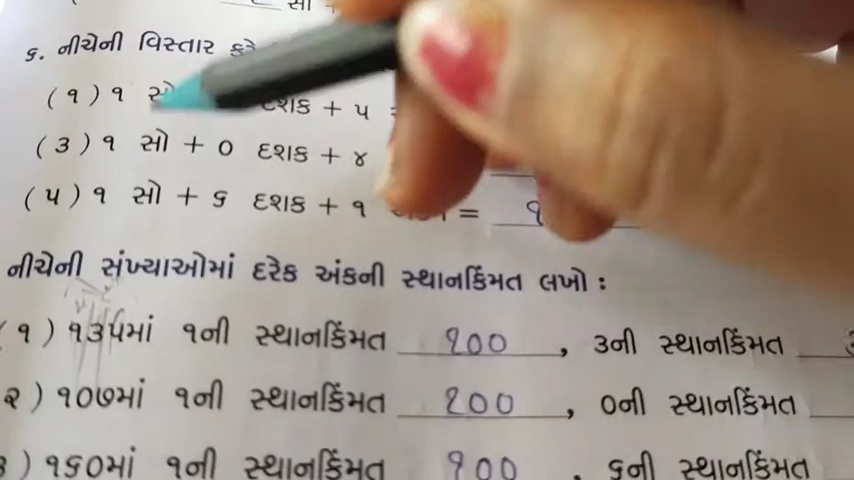 સો
૬. નીચેની વિસ્તાર
(૧) ૧ દશક + ૫
(૩) ૧ સો + ૦ દશક + ૪
(૫) ૧ સો + ૬ દશક + ૧ = ૧
નીચેની સંખ્યાઓમાં દરેક અંકની સ્થાનકિંમત લખો :
(૧) ૧૩૫માં ૧ની સ્થાનકિંમત ૧૦૦, ૩ની સ્થાનકિંમત
૨) ૧૦૭માં ૧ની સ્થાનકિંમત ૧૦૦, ૦ની સ્થાનકિંમત
૩) ૧૬૦માં ૧ની સ્થાનકિંમત ૧૦૦, ૬ની સ્થાનકિંમત